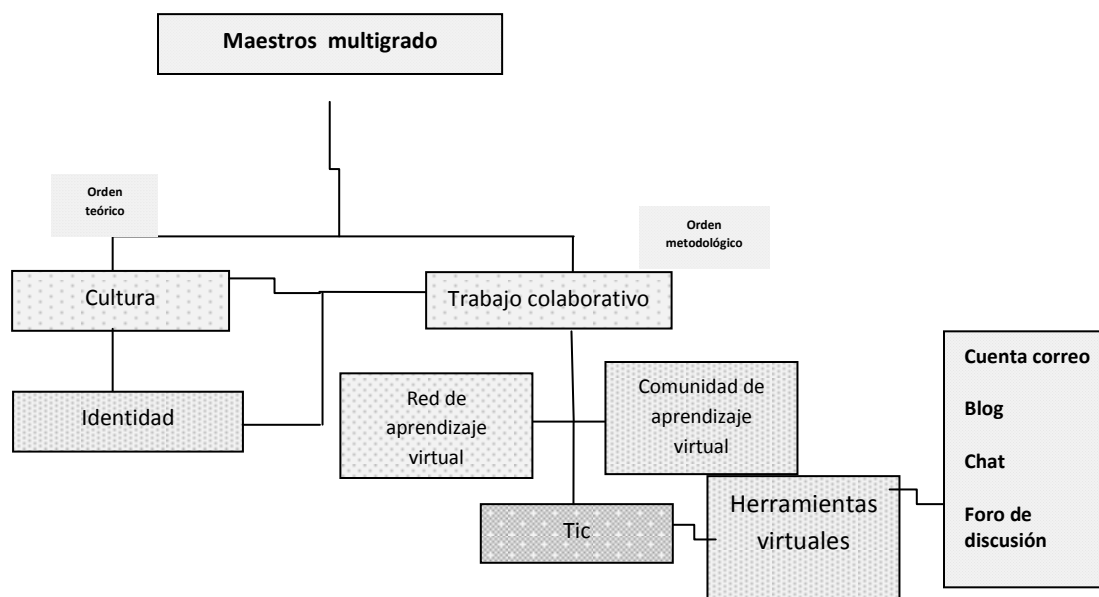 Maestros  multigrado
Orden
teórico
Orden
metodológico
Cultura
Trabajo colaborativo
Identidad
Red de
aprendizaje
virtual
Comunidad de
aprendizaje
virtual
Tic
Herramientas
virtuales
Cuenta correo
Blog
Chat
Foro de
discusión